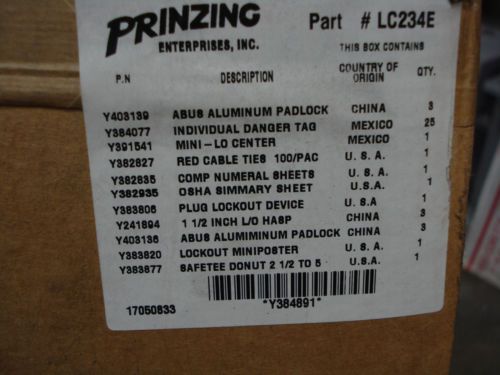 PRINZING Part # LC234E
ENTERPRISES, INC. THIS BOX CONTAINS
P.N DESCRIPTION COUNTRY OF ORIGIN QTY.
Y403139 ABUS ALUMINUM PADLOCK CHINA 3
Y384077 INDIVIDUAL DANGER TAG MEXICO 25
Y391541 MINI-LO CENTER MEXICO 1
Y382827 RED CABLE TIES 100/PAC U.S.A. 1
Y382835 COMP NUMERAL SHEETS U.S.A. 1
Y382935 OSHA SIMMARY SHEET U.S.A. 1
Y383806 PLUG LOCKOUT DEVICE U.S.A 1
Y241894 1 1/2 INCH L/O HASP CHINA 3
Y403136 ABUS ALUMIMINUM PADLOCK CHINA 3
Y383820 LOCKOUT MINIPOSTER U.S.A. 1
Y383877 SAFETEE DONUT 2 1/2 TO 5 U.S.A. 1
17050833 *Y384891*